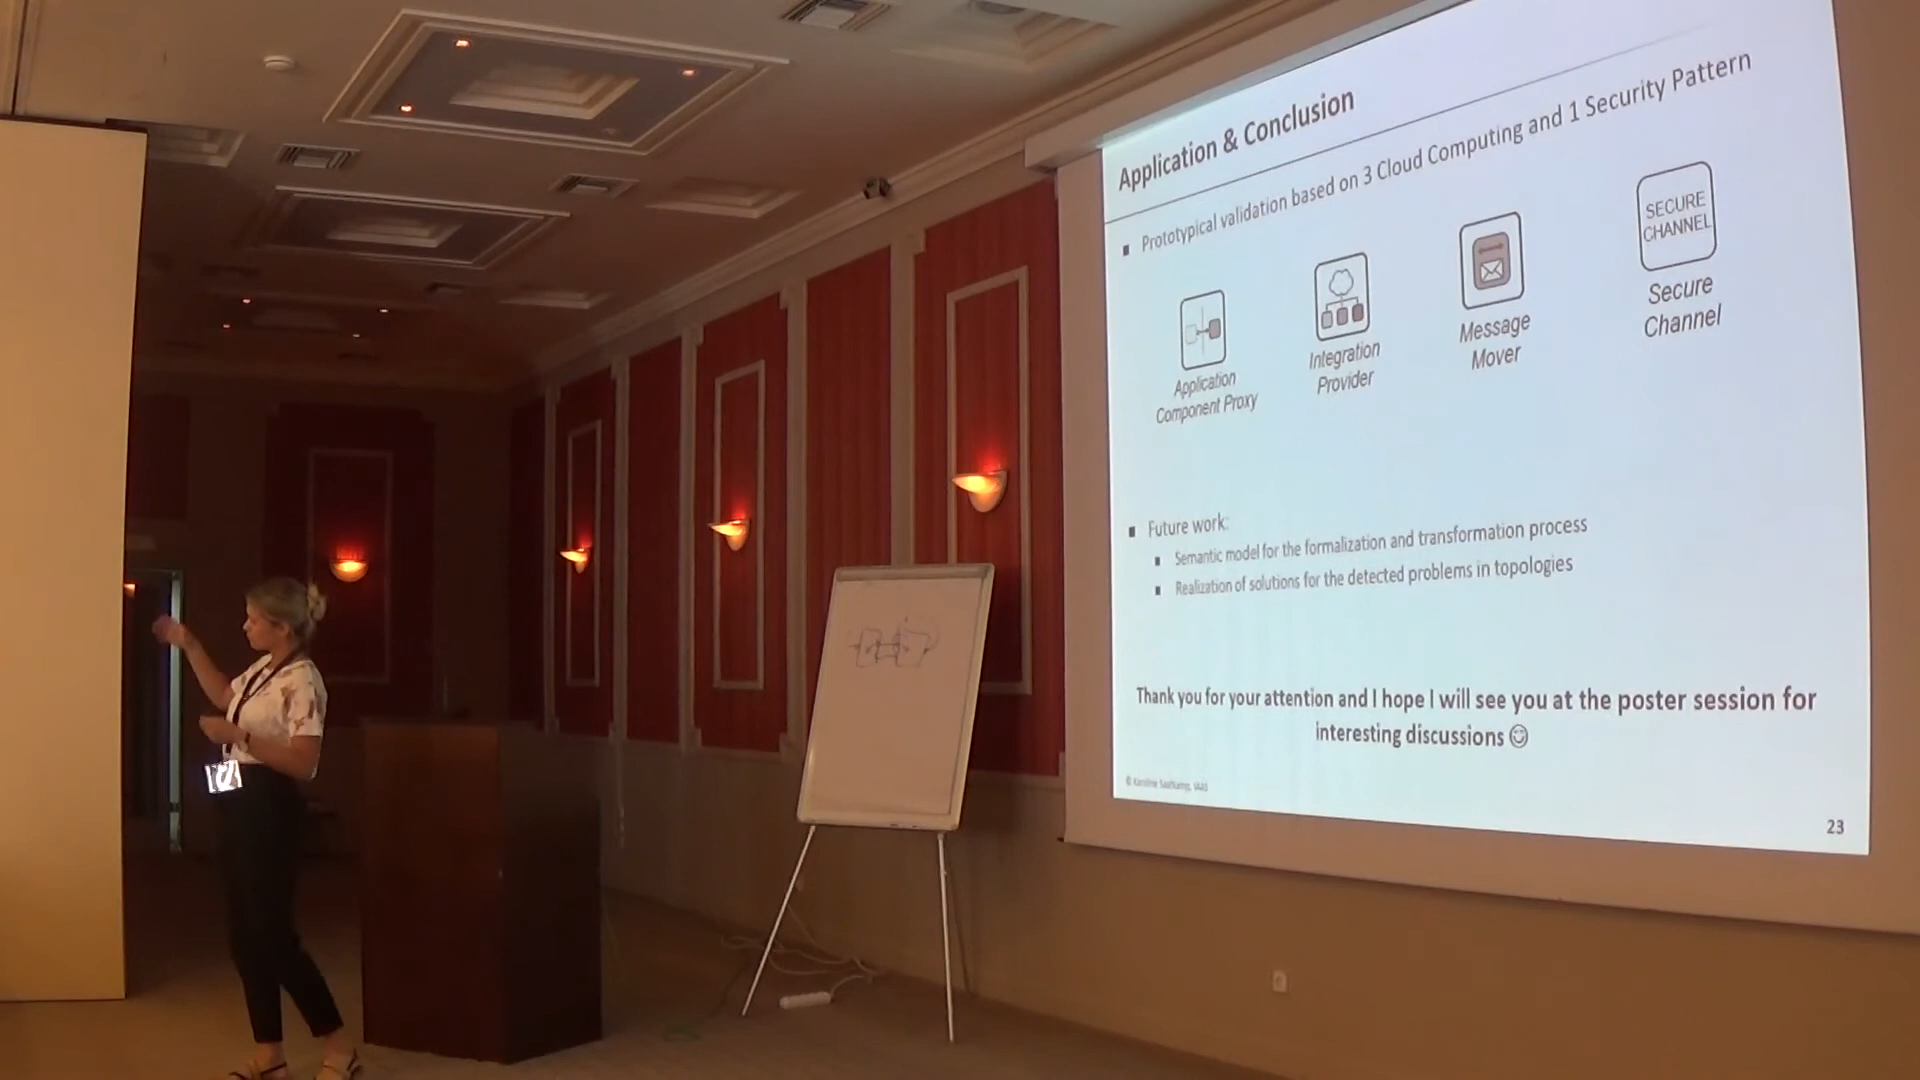 Application & Conclusion
Prototypical validation based on 3 Cloud Computing and 1 Security Pattern
SECURE
CHANNEL
Application
Component Proxy
Integration
Provider
Message
Mover
Secure
Channel
Future work:
Semantic model for the formalization and transformation process
Realization of solutions for the detected problems in topologies
Thank you for your attention and I hope I will see you at the poster session for
interesting discussions ☺
© Karoline Saatkamp, IAAS
23